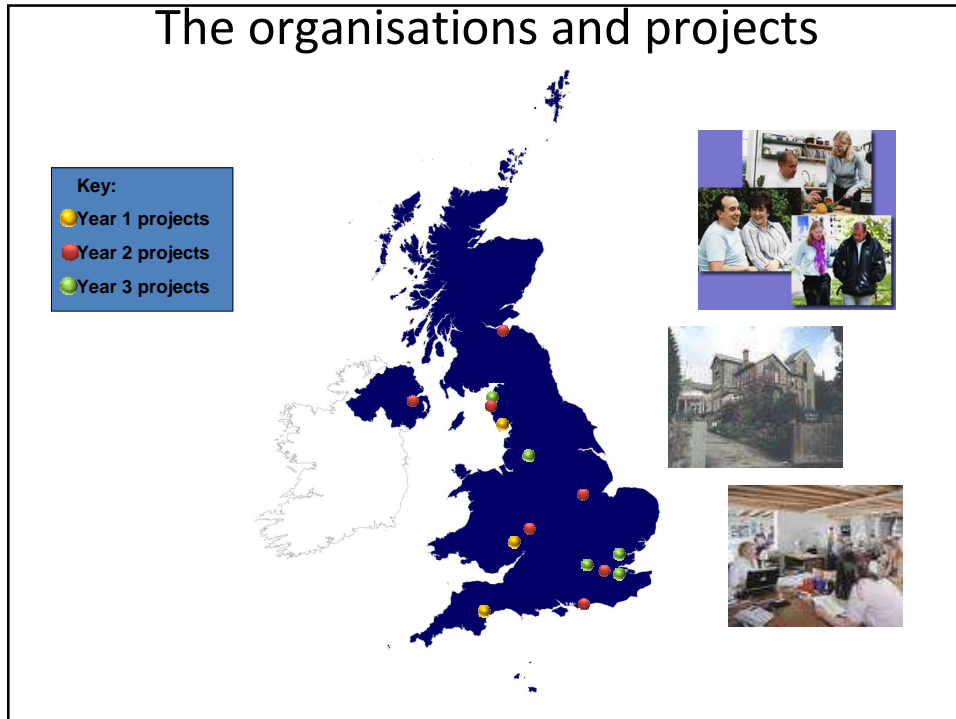 The organisations and projects
Key:
Year 1 projects
Year 2 projects
Year 3 projects